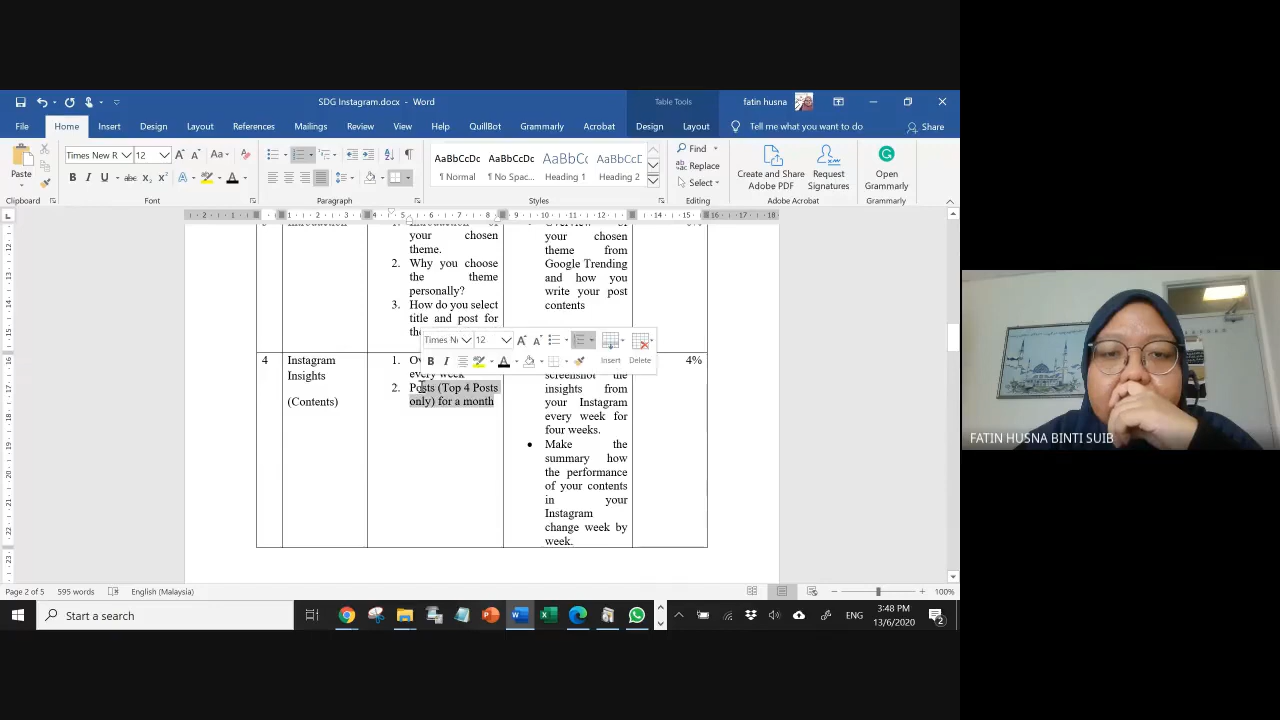 SDG Instagram.docx - Word
Table Tools
fatin husna
File Home Insert Design Layout References Mailings Review View Help QuillBot Grammarly Acrobat Design Layout Tell me what you want to do Share
Times New R 12 Aa
Paste
B I U abc x₂ x² A
AaBbCcDc AaBbCcDc AaBbC AaBbCcD
¶ Normal ¶ No Spac... Heading 1 Heading 2
Find
Replace
Select
Create and Share Adobe PDF
Request Signatures
Open Grammarly
Clipboard Font Paragraph Styles Editing Adobe Acrobat Grammarly
your chosen
theme.
2. Why you choose
the theme
personally?
3. How do you select
title and post for
your chosen
theme from
Google Trending
and how you
write your post
contents
Times N 12
B I A Insert Delete
4
Instagram
Insights
(Contents)
1.
every week
2. Posts (Top 4 Posts
only) for a month
screenshot the
insights from
your Instagram
every week for
four weeks.
• Make the
summary how
the performance
of your contents
in your
Instagram
change week by
week.
4%
FATIN HUSNA BINTI SUIB
Page 2 of 5 595 words English (Malaysia) 100%
Start a search
ENG
3:48 PM
13/6/2020
2